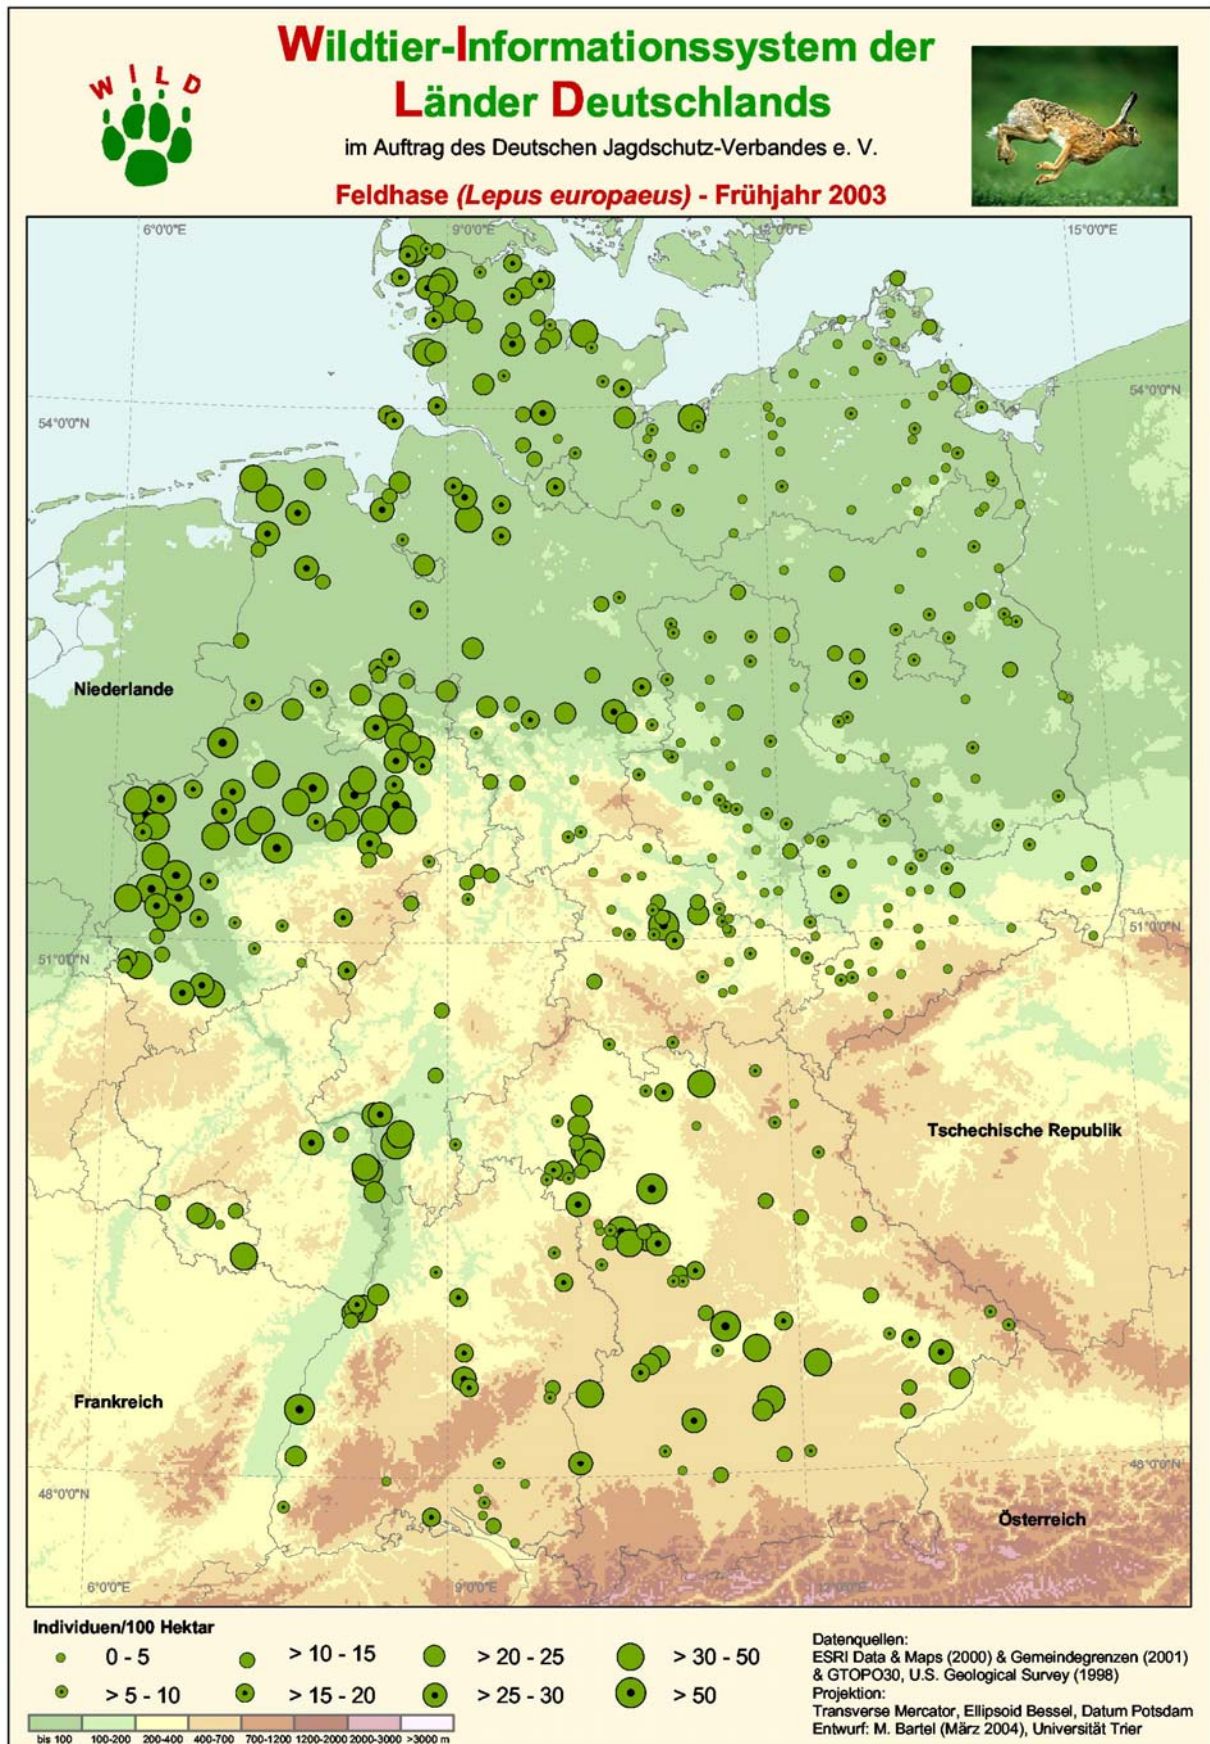 WILD
Wildtier-Informationssystem der
Länder Deutschlands
im Auftrag des Deutschen Jagdschutz-Verbandes e. V.
Feldhase (Lepus europaeus) - Frühjahr 2003
6°0'0"E
9°0'0"E
12°0'0"E
15°0'0"E
54°0'0"N
54°0'0"N
Niederlande
51°0'0"N
51°0'0"N
Tschechische Republik
Frankreich
48°0'0"N
48°0'0"N
Österreich
6°0'0"E
9°0'0"E
12°0'0"E
Individuen/100 Hektar
0 - 5
> 10 - 15
> 20 - 25
> 30 - 50
> 5 - 10
> 15 - 20
> 25 - 30
> 50
bis 100
100-200
200-400
400-700
700-1200
1200-2000
2000-3000
>3000 m
Datenquellen:
ESRI Data & Maps (2000) & Gemeindegrenzen (2001)
& GTOPO30, U.S. Geological Survey (1998)
Projektion:
Transverse Mercator, Ellipsoid Bessel, Datum Potsdam
Entwurf: M. Bartel (März 2004), Universität Trier